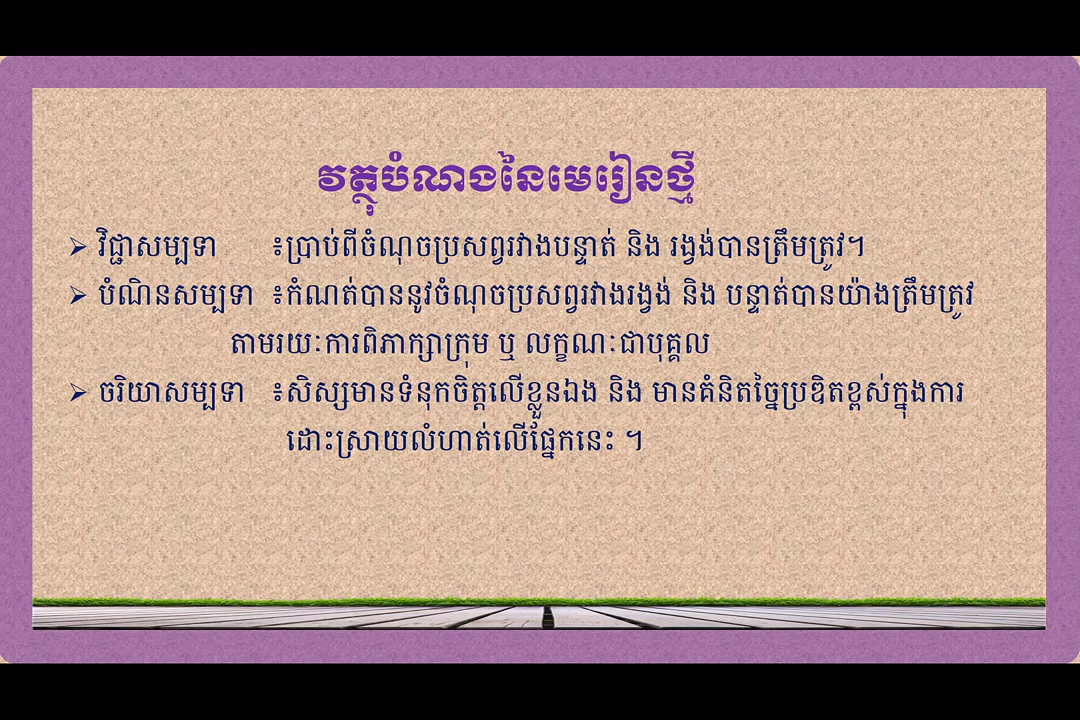 វត្ថុបំណងនៃមេរៀនថ្មី
➢ វិជ្ជាសម្បទា ៖ប្រាប់ពីចំណុចប្រសព្វរវាងបន្ទាត់ និង រង្វង់បានត្រឹមត្រូវ។
➢ បំណិនសម្បទា ៖កំណត់បាននូវចំណុចប្រសព្វរវាងរង្វង់ និង បន្ទាត់បានយ៉ាងត្រឹមត្រូវ
តាមរយៈការពិភាក្សាក្រុម ឬ លក្ខណៈជាបុគ្គល
➢ ចរិយាសម្បទា ៖សិស្សមានទំនុកចិត្តលើខ្លួនឯង និង មានគំនិតច្នៃប្រឌិតខ្ពស់ក្នុងការ
ដោះស្រាយលំហាត់លើផ្នែកនេះ ។